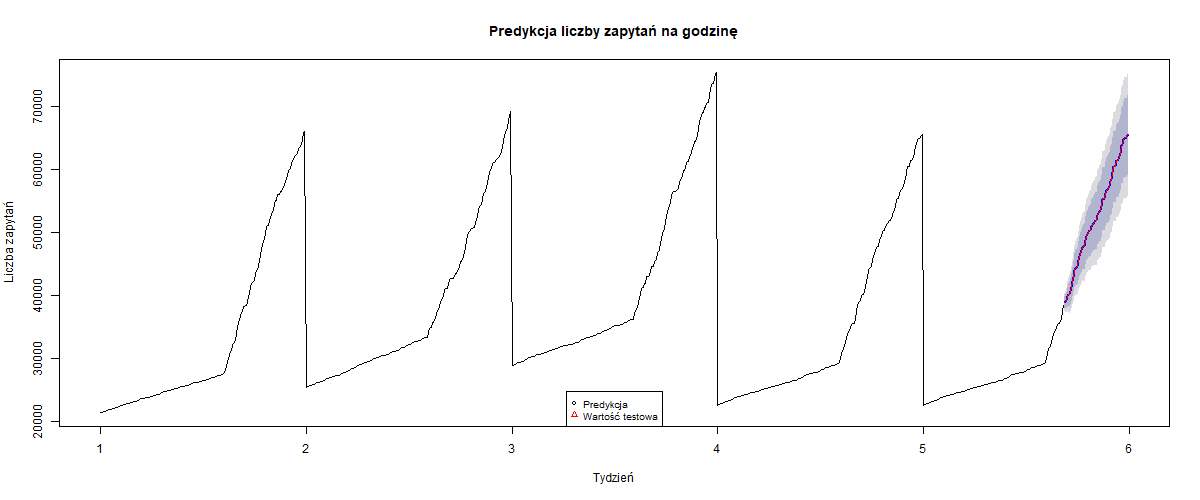 Predykcja liczby zapytań na godzinę
Liczba zapytań
70000
60000
50000
40000
30000
20000
Predykcja
Wartość testowa
1 2 3 4 5 6
Tydzień